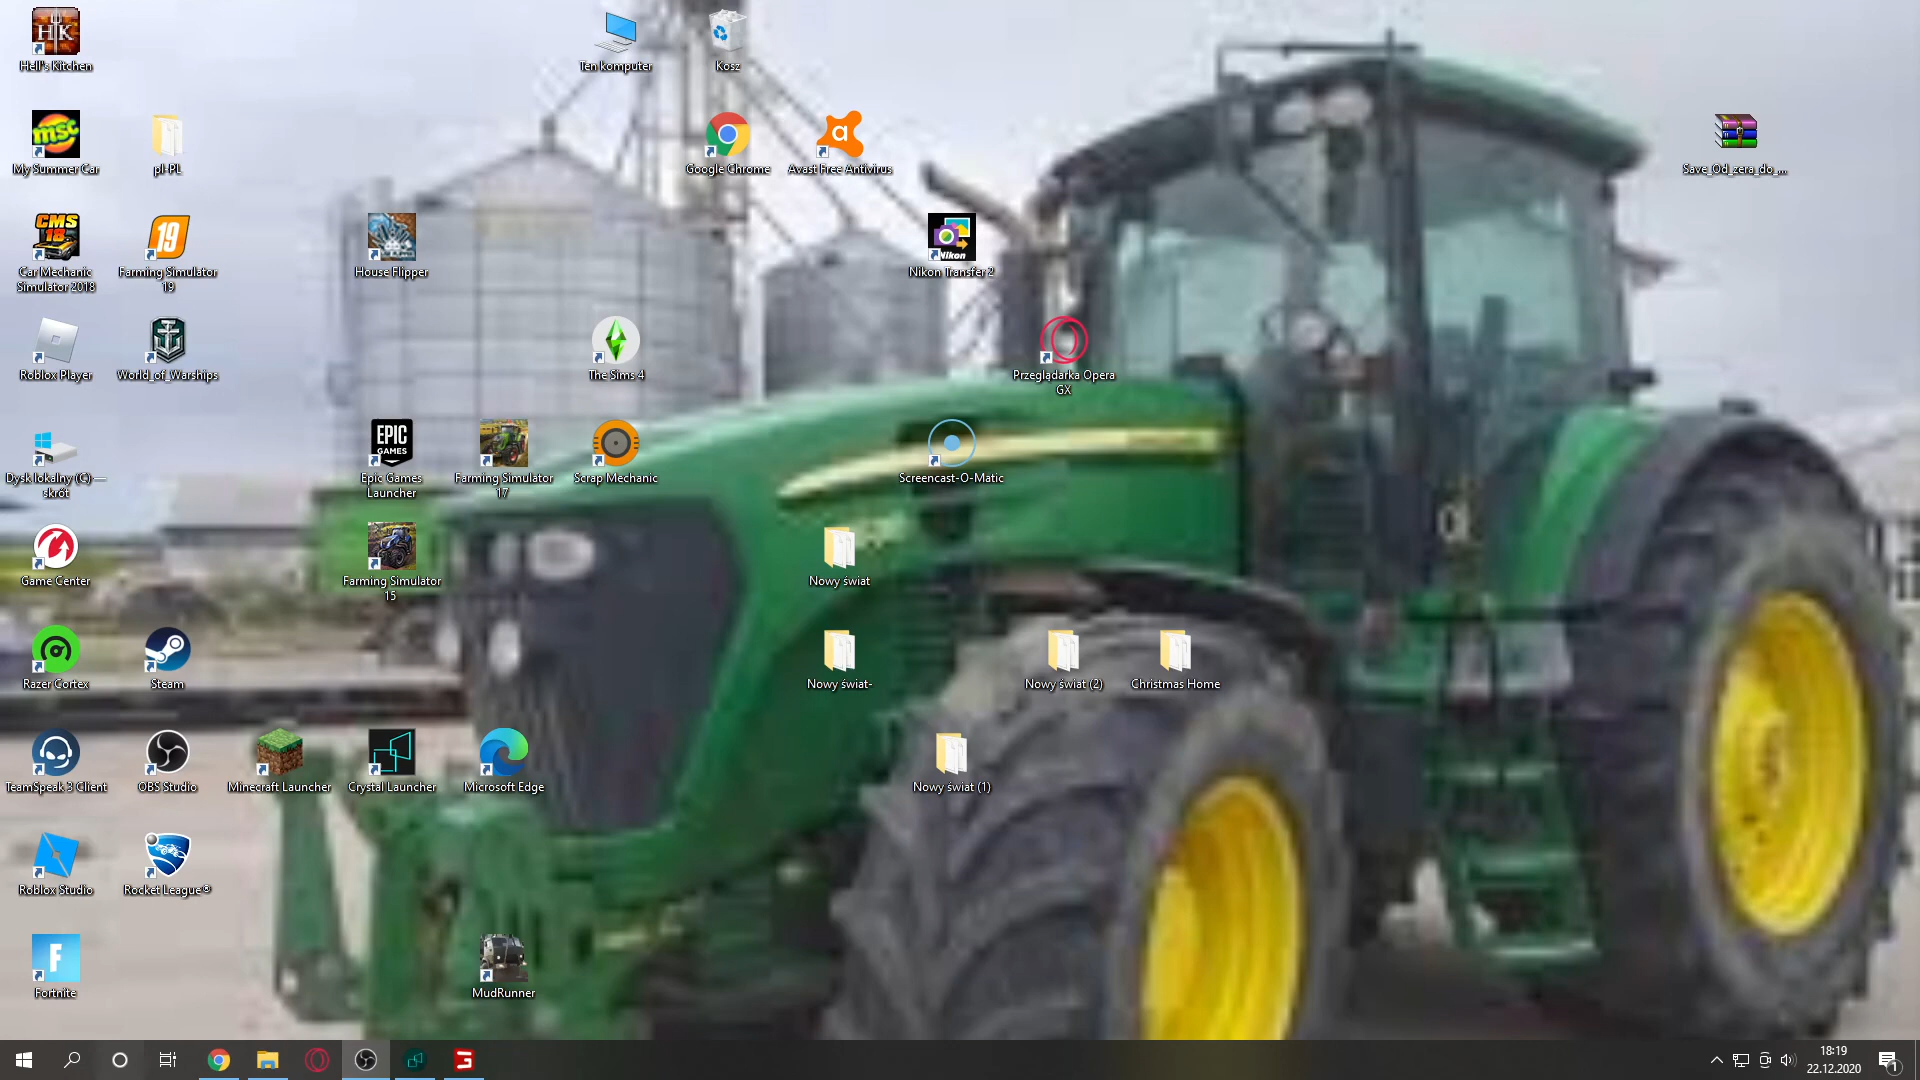 HK
Hell's Kitchen
Ten komputer
Kosz
msc
My Summer Car
pl-PL
Google Chrome
a
Avast Free Antivirus
Save_Od_zera_do_...
CMS
18
Car Mechanic
Simulator 2018
19
Farming Simulator
19
House Flipper
Nikon
Nikon Transfer 2
Roblox Player
World_of_Warships
The Sims 4
Przeglądarka Opera
GX
Dysk lokalny (C) —
skrót
EPIC
GAMES
Epic Games
Launcher
Farming Simulator
17
Scrap Mechanic
Screencast-O-Matic
Game Center
Farming Simulator
15
Nowy świat
Razer Cortex
Steam
Nowy świat-
Nowy świat (2)
Christmas Home
TeamSpeak 3 Client
OBS Studio
Minecraft Launcher
Crystal Launcher
Microsoft Edge
Nowy świat (1)
Roblox Studio
Rocket League®
F
Fortnite
MudRunner
18:19
22.12.2020
1